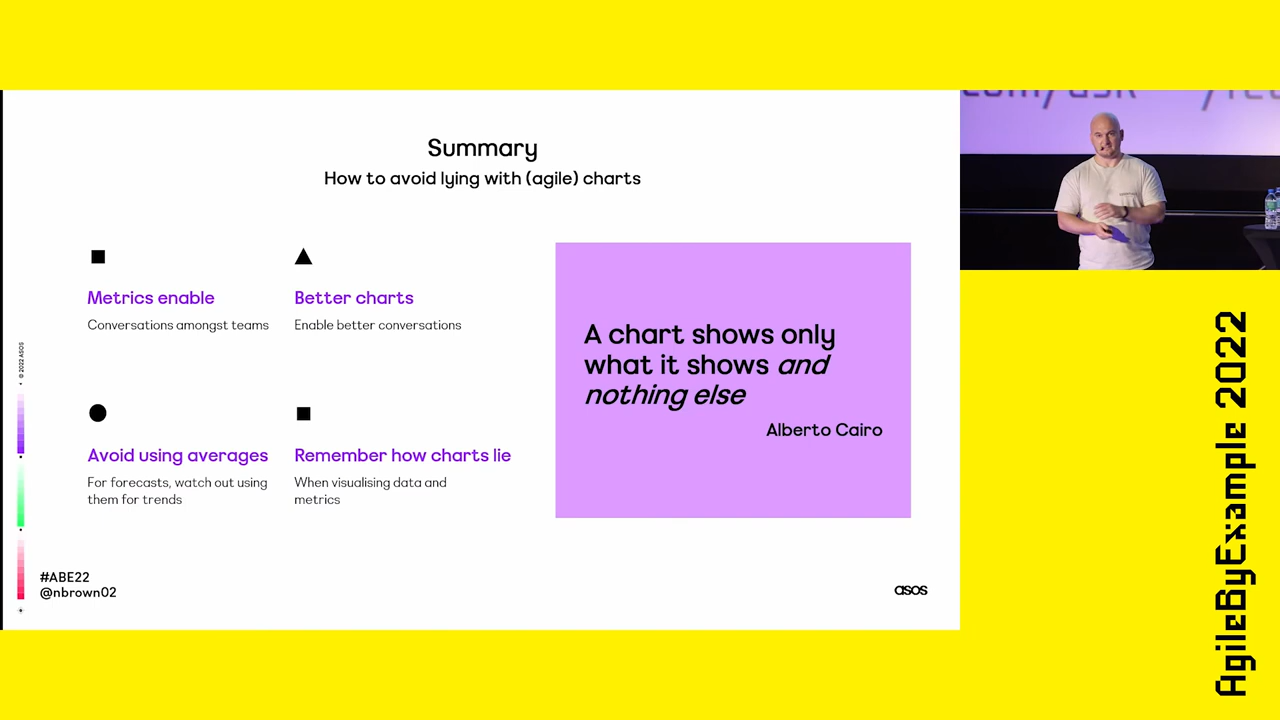 Summary
How to avoid lying with (agile) charts
Metrics enable
Conversations amongst teams
Better charts
Enable better conversations
Avoid using averages
For forecasts, watch out using
them for trends
Remember how charts lie
When visualising data and
metrics
A chart shows only
what it shows and
nothing else
Alberto Cairo
© 2022 ASOS
#ABE22
@nbrown02
asos
AgileByExample 2022